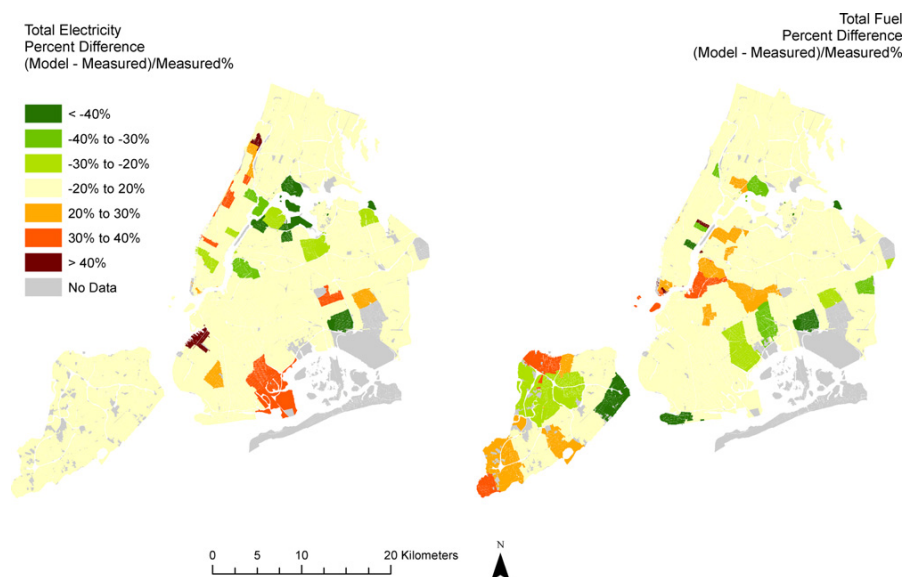 Total Electricity
Percent Difference
(Model - Measured)/Measured%
Total Fuel
Percent Difference
(Model - Measured)/Measured%
< -40%
-40% to -30%
-30% to -20%
-20% to 20%
20% to 30%
30% to 40%
> 40%
No Data
N
0 5 10 20 Kilometers